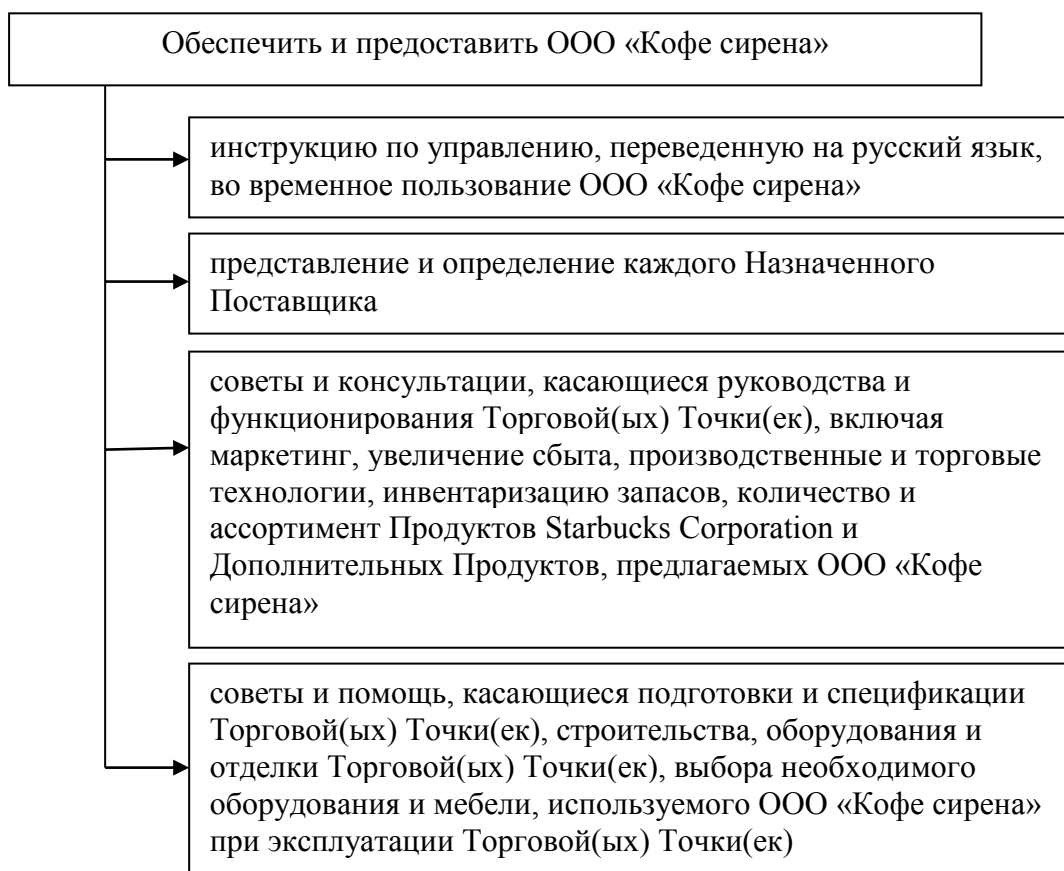 Обеспечить и предоставить ООО «Кофе сирена»
инструкцию по управлению, переведенную на русский язык,
во временное пользование ООО «Кофе сирена»
представление и определение каждого Назначенного
Поставщика
советы и консультации, касающиеся руководства и
функционирования Торговой(ых) Точки(ек), включая
маркетинг, увеличение сбыта, производственные и торговые
технологии, инвентаризацию запасов, количество и
ассортимент Продуктов Starbucks Corporation и
Дополнительных Продуктов, предлагаемых ООО «Кофе
сирена»
советы и помощь, касающиеся подготовки и спецификации
Торговой(ых) Точки(ек), строительства, оборудования и
отделки Торговой(ых) Точки(ек), выбора необходимого
оборудования и мебели, используемого ООО «Кофе сирена»
при эксплуатации Торговой(ых) Точки(ек)